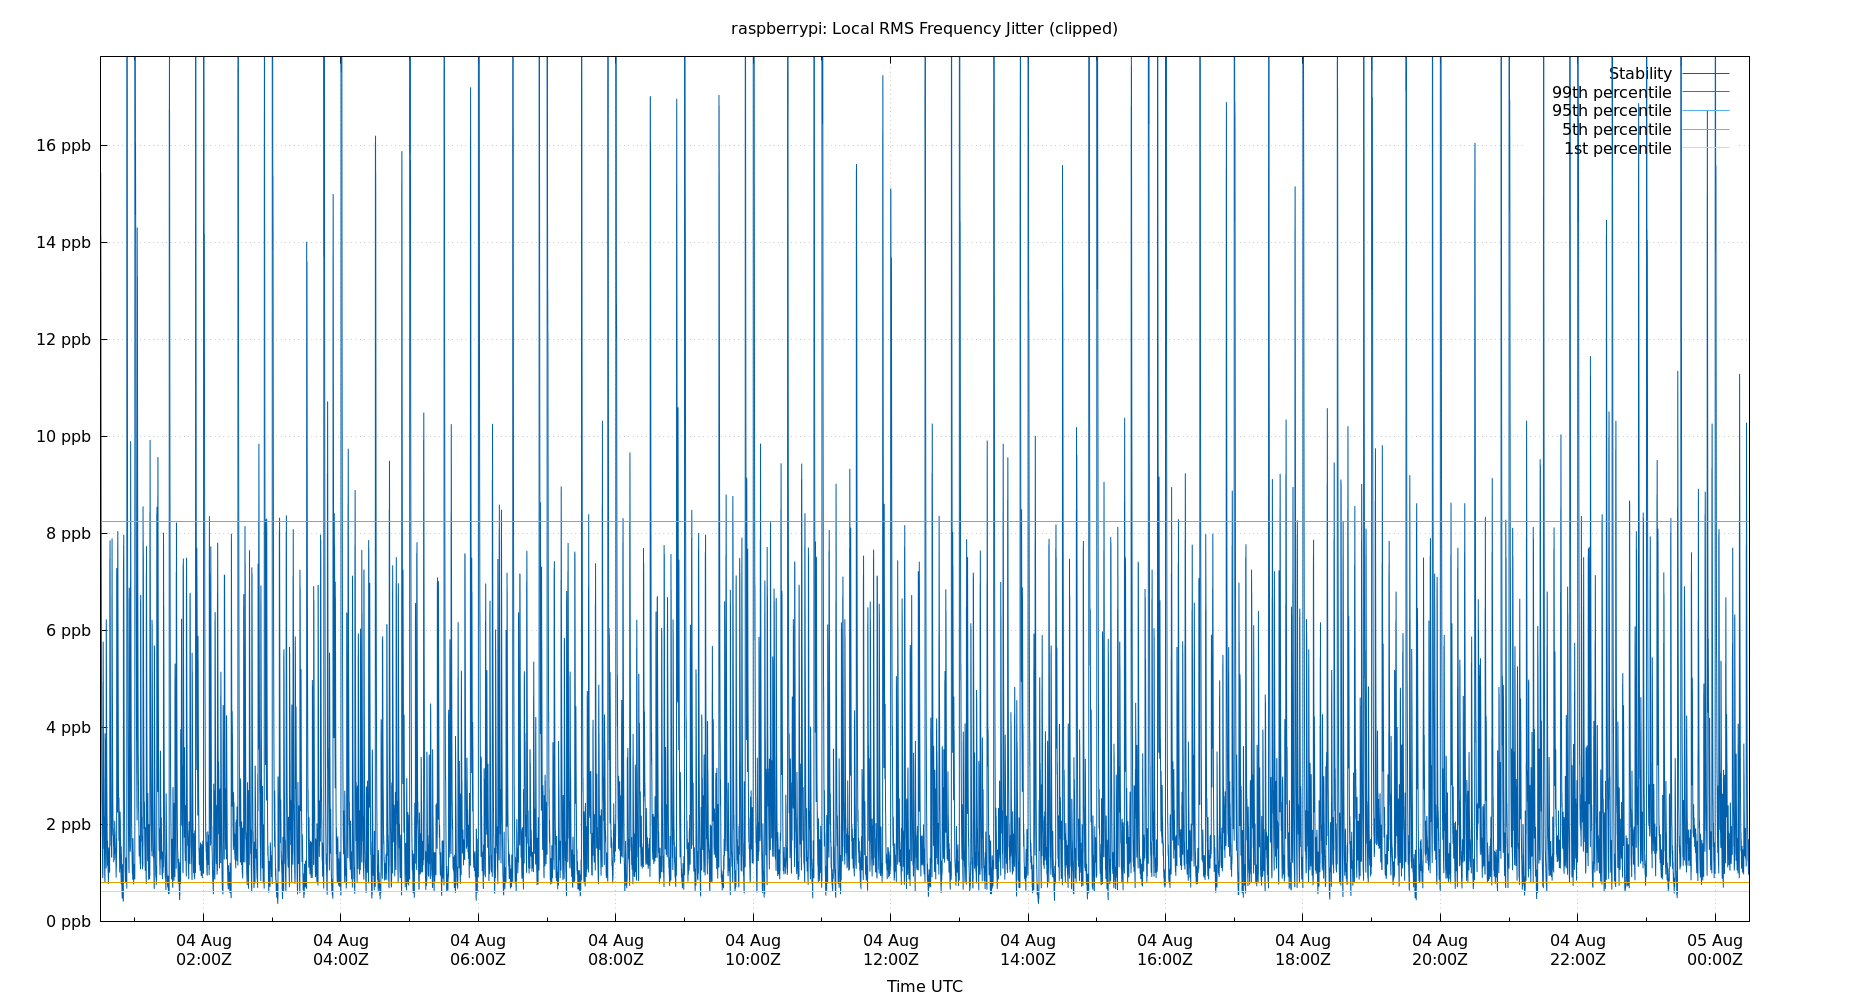 raspberrypi: Local RMS Frequency Jitter (clipped)
Stability
99th percentile
95th percentile
5th percentile
1st percentile
16 ppb
14 ppb
12 ppb
10 ppb
8 ppb
6 ppb
4 ppb
2 ppb
0 ppb
04 Aug 04 Aug 04 Aug 04 Aug 04 Aug 04 Aug 04 Aug 04 Aug 04 Aug 04 Aug 04 Aug 05 Aug
02:00Z 04:00Z 06:00Z 08:00Z 10:00Z 12:00Z 14:00Z 16:00Z 18:00Z 20:00Z 22:00Z 00:00Z
Time UTC